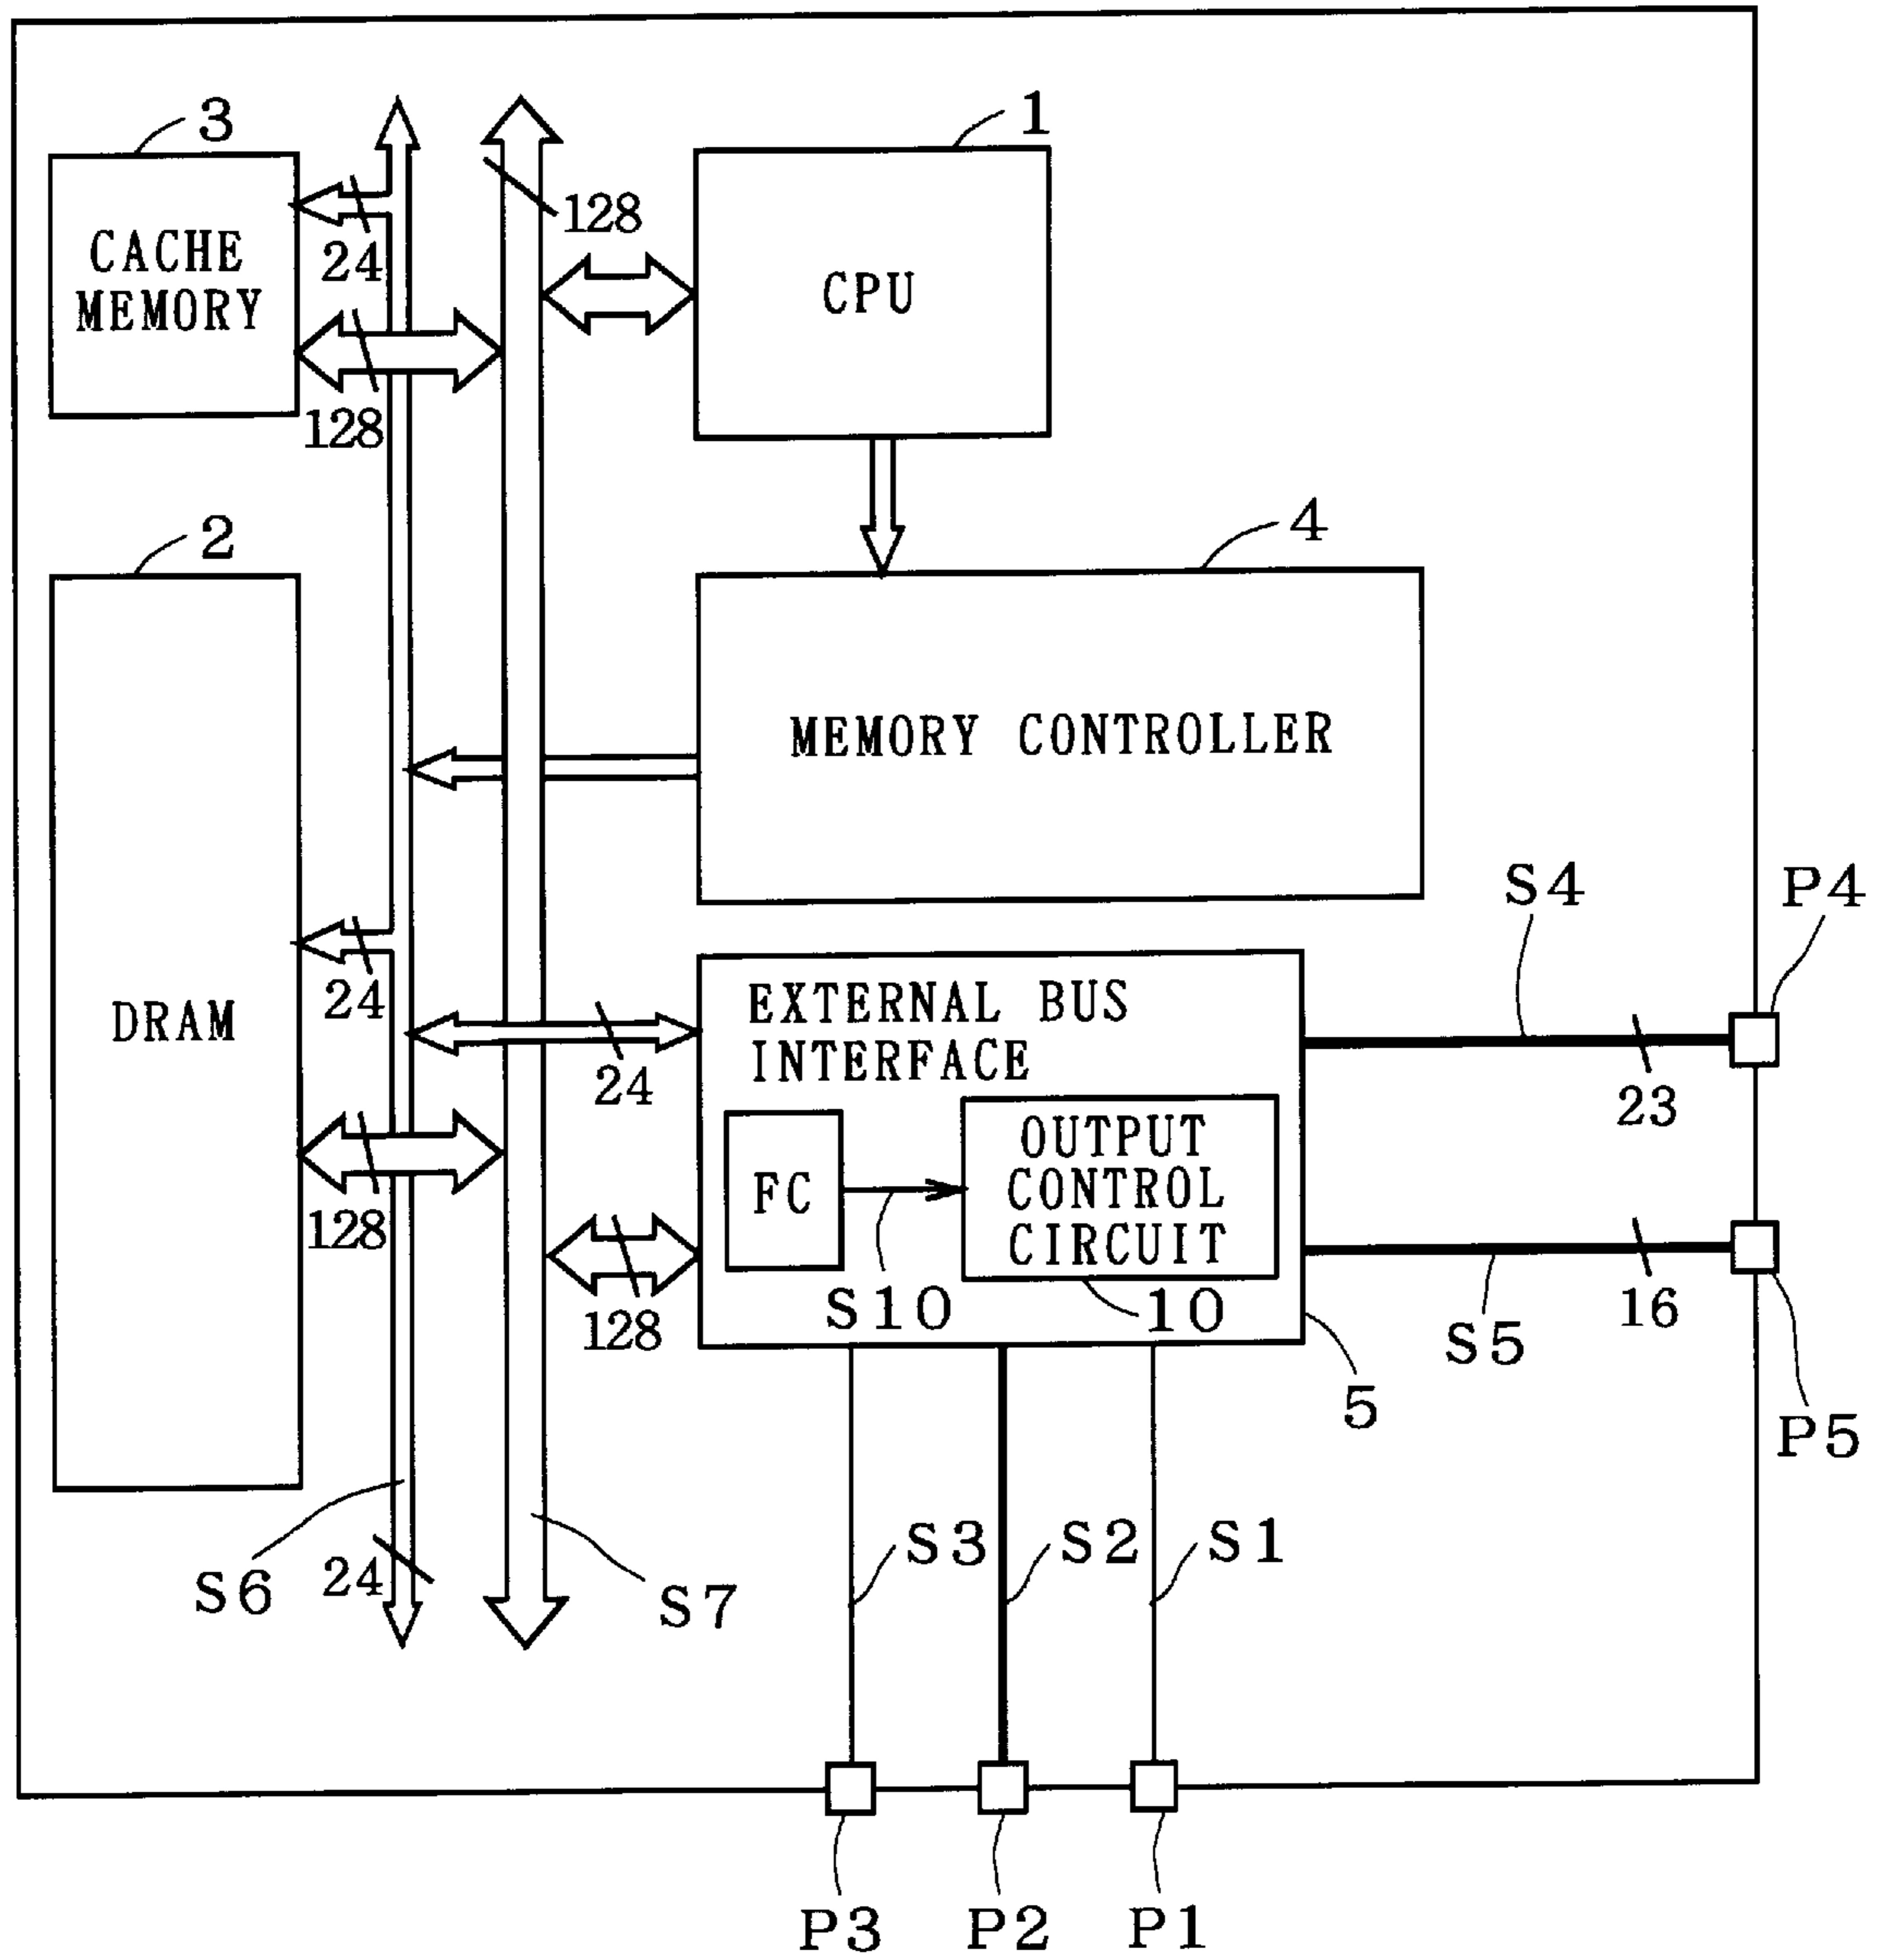 3
1
128
24
CACHE
MEMORY
CPU
128
2
4
MEMORY CONTROLLER
S4
P4
24
DRAM
EXTERNAL BUS
INTERFACE
24
23
FC
OUTPUT
CONTROL
CIRCUIT
128
S10
10
128
16
S5
5
P5
S3
S2
S1
S6
24
S7
P3
P2
P1